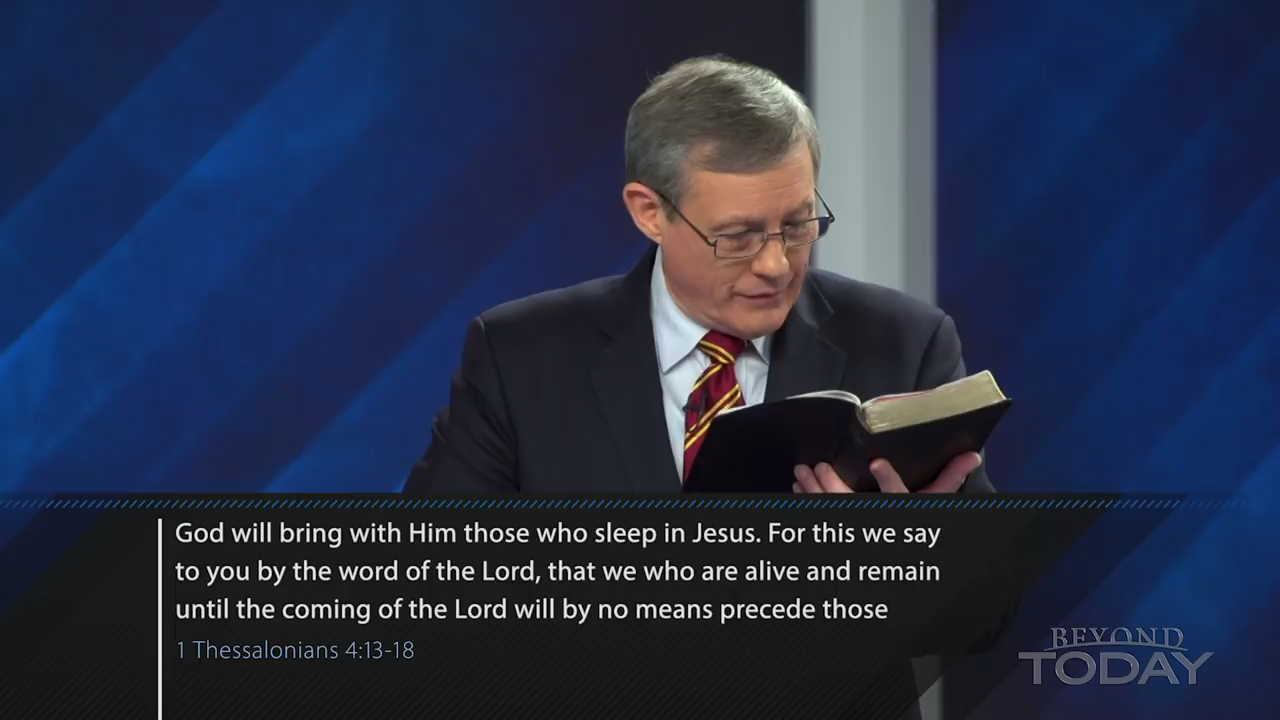 God will bring with Him those who sleep in Jesus. For this we say
to you by the word of the Lord, that we who are alive and remain
until the coming of the Lord will by no means precede those
1 Thessalonians 4:13-18
BEYOND
TODAY